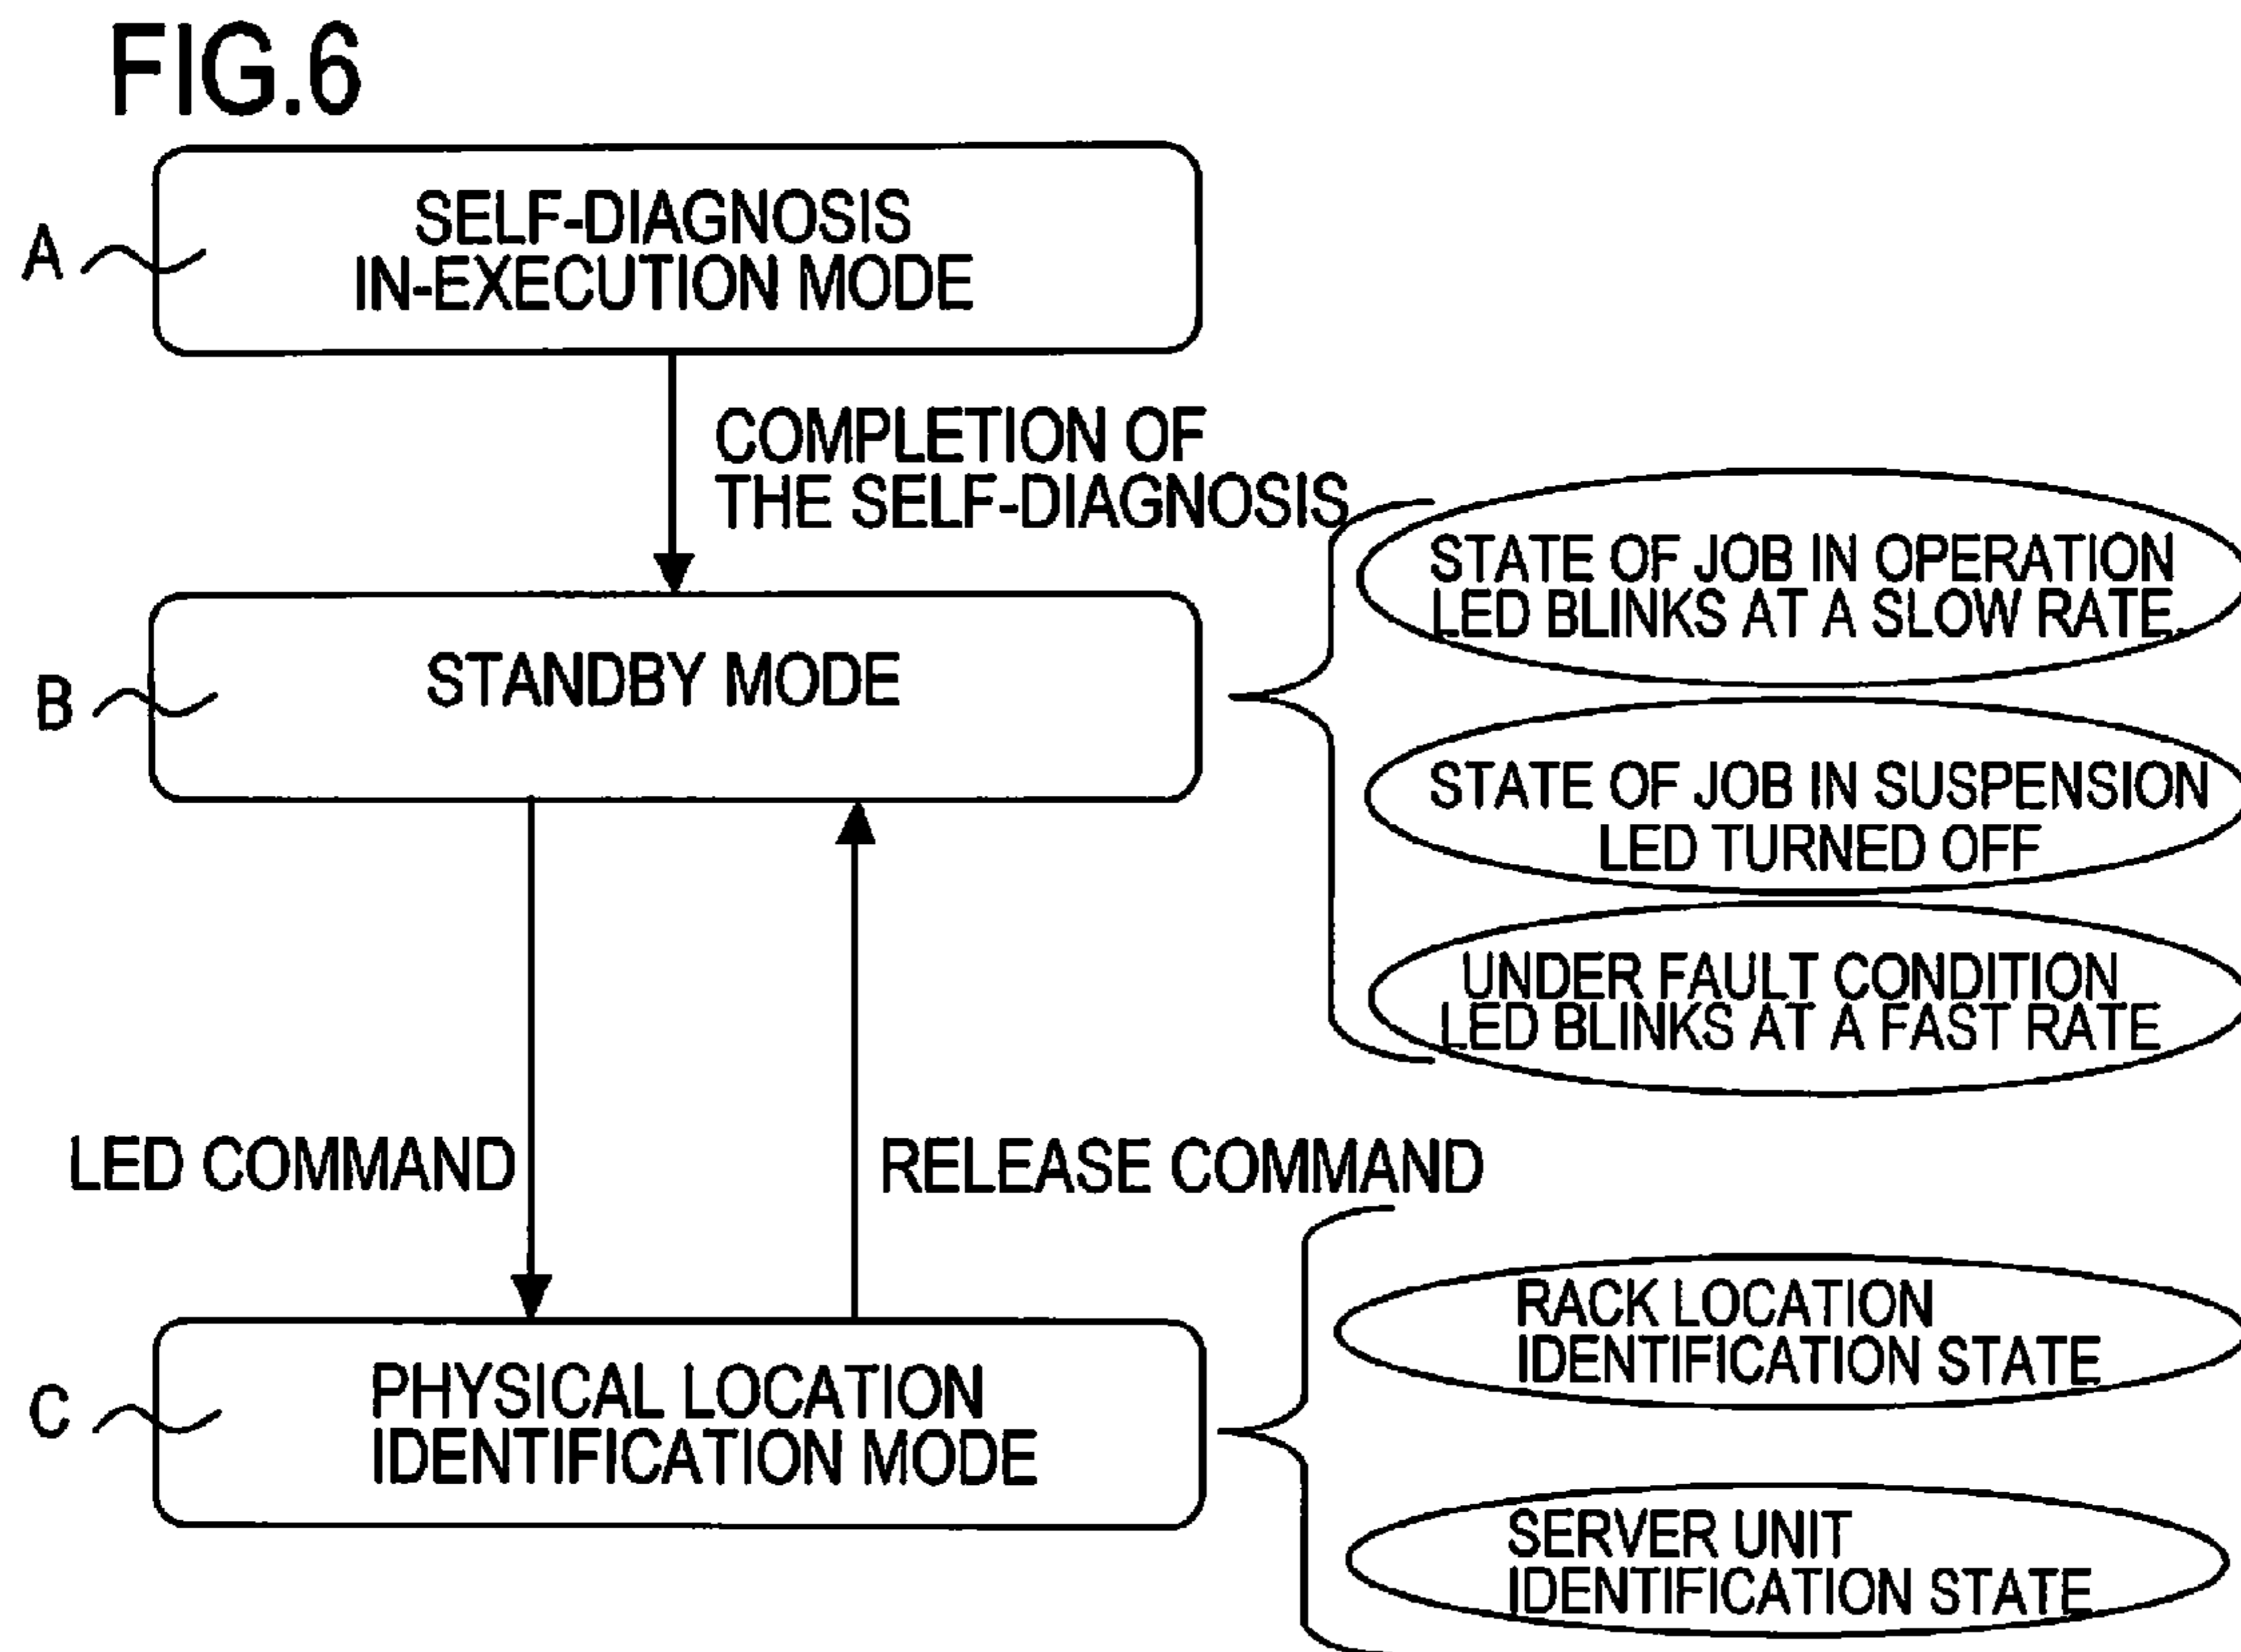 FIG.6
A
SELF-DIAGNOSIS
IN-EXECUTION MODE
COMPLETION OF
THE SELF-DIAGNOSIS
B
STANDBY MODE
STATE OF JOB IN OPERATION
LED BLINKS AT A SLOW RATE
STATE OF JOB IN SUSPENSION
LED TURNED OFF
UNDER FAULT CONDITION
LED BLINKS AT A FAST RATE
LED COMMAND
RELEASE COMMAND
C
PHYSICAL LOCATION
IDENTIFICATION MODE
RACK LOCATION
IDENTIFICATION STATE
SERVER UNIT
IDENTIFICATION STATE